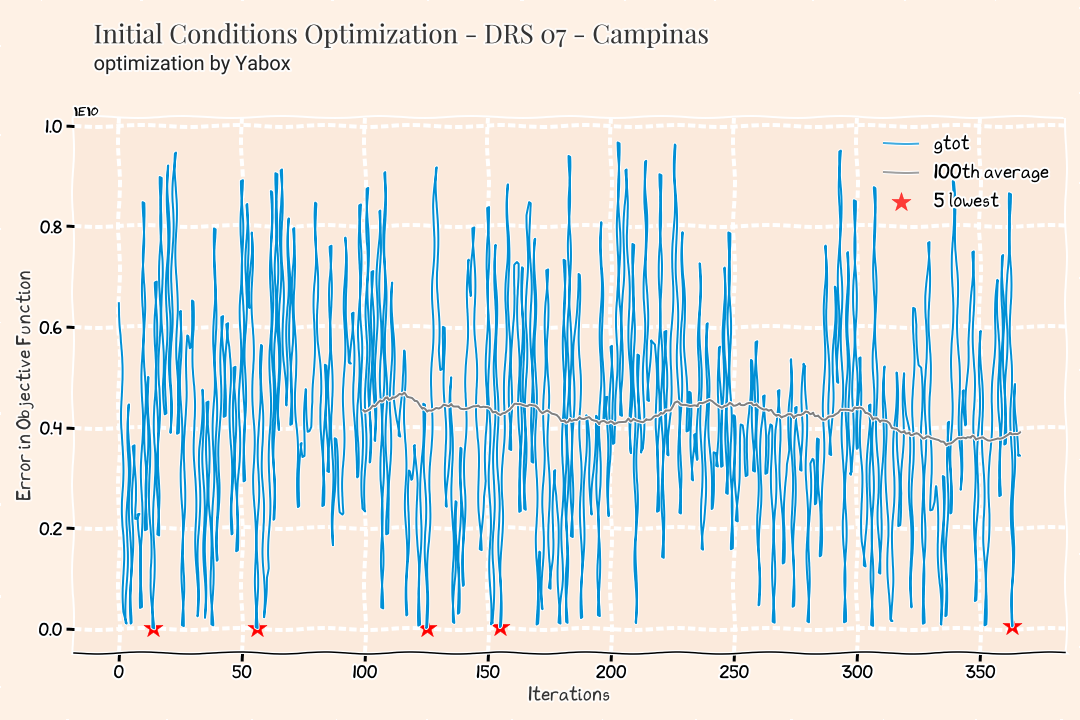 Initial Conditions Optimization - DRS 07 - Campinas
optimization by Yabox
1E10
1.0
0.8
0.6
0.4
0.2
0.0
Error in Objective Function
gtot
100th average
5 lowest
0 50 100 150 200 250 300 350
Iterations